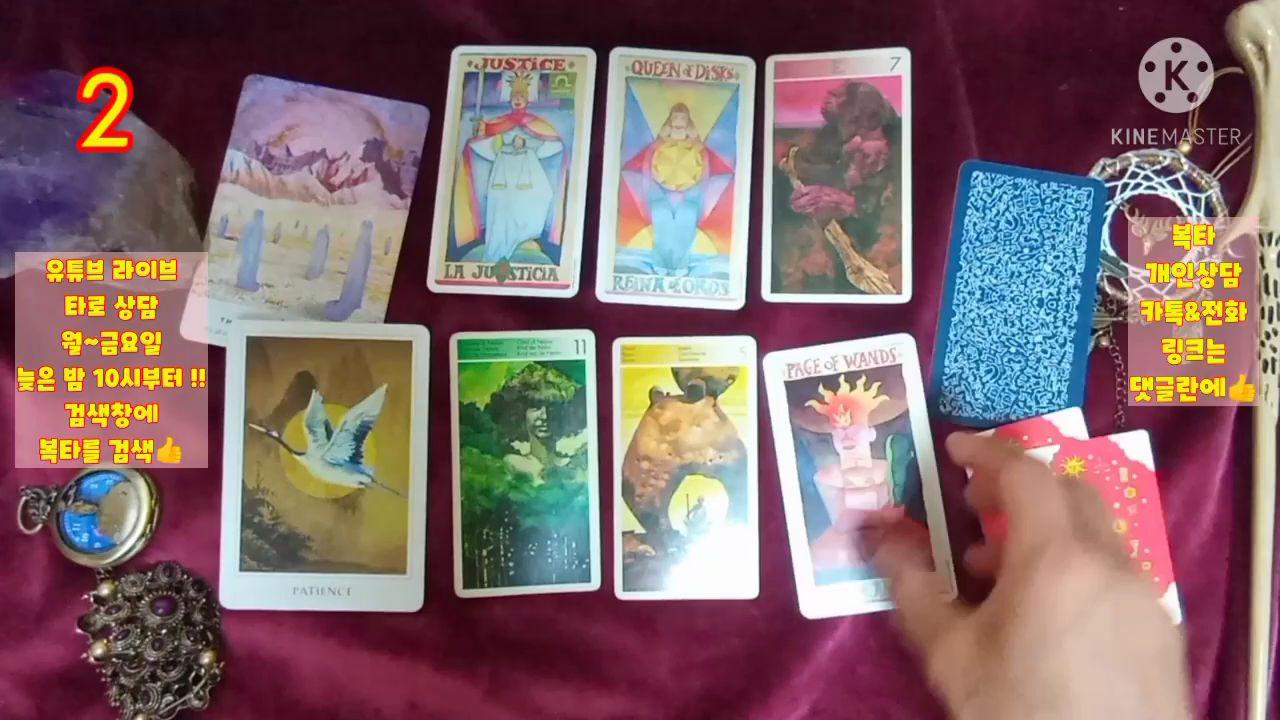 2
유튜브 라이브
타로 상담
월~금요일
늦은 밤 10시부터 !!
검색창에
복타를 검색👍
JUSTICE
LA JUSTICIA
QUEEN of DISKS
REINA de OROS
7
KINEMASTER
복타
개인상담
카톡&전화
링크는
댓글란에👍
PATIENCE
11
5
PAGE OF WANDS